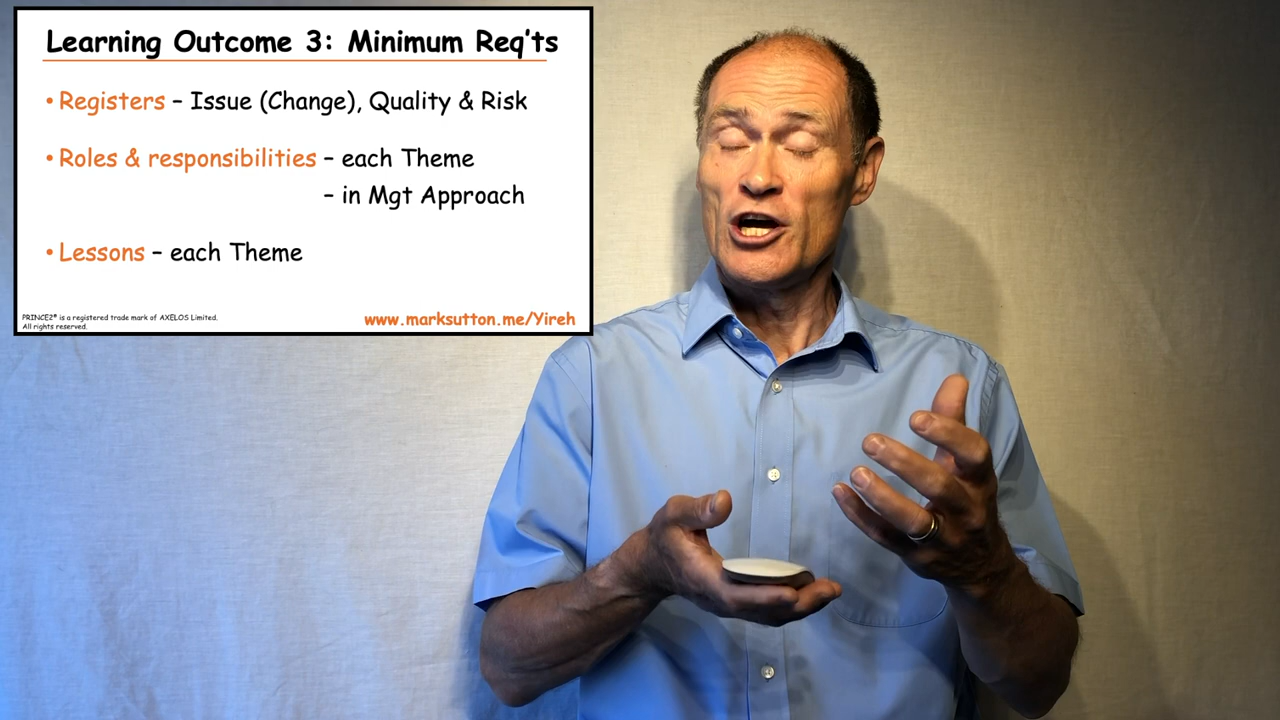 Learning Outcome 3: Minimum Req'ts
• Registers – Issue (Change), Quality & Risk
• Roles & responsibilities – each Theme
– in Mgt Approach
• Lessons – each Theme
PRINCE2® is a registered trade mark of AXELOS Limited.
All rights reserved.
www.marksutton.me/Yireh